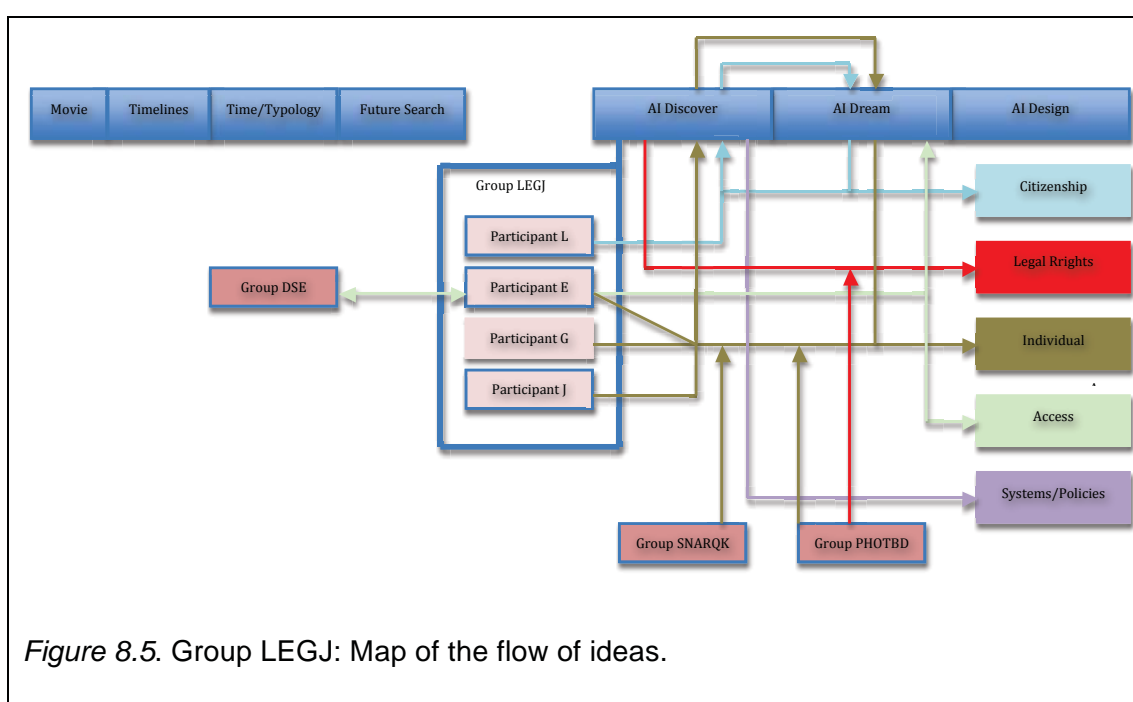 Movie
Timelines
Time/Typology
Future Search
AI Discover
AI Dream
AI Design
Group LEGJ
Citizenship
Participant L
Legal Rrights
Group DSE
Participant E
Participant G
Individual
Participant J
Access
Systems/Policies
Group SNARQK
Group PHOTBD
Figure 8.5. Group LEGJ: Map of the flow of ideas.